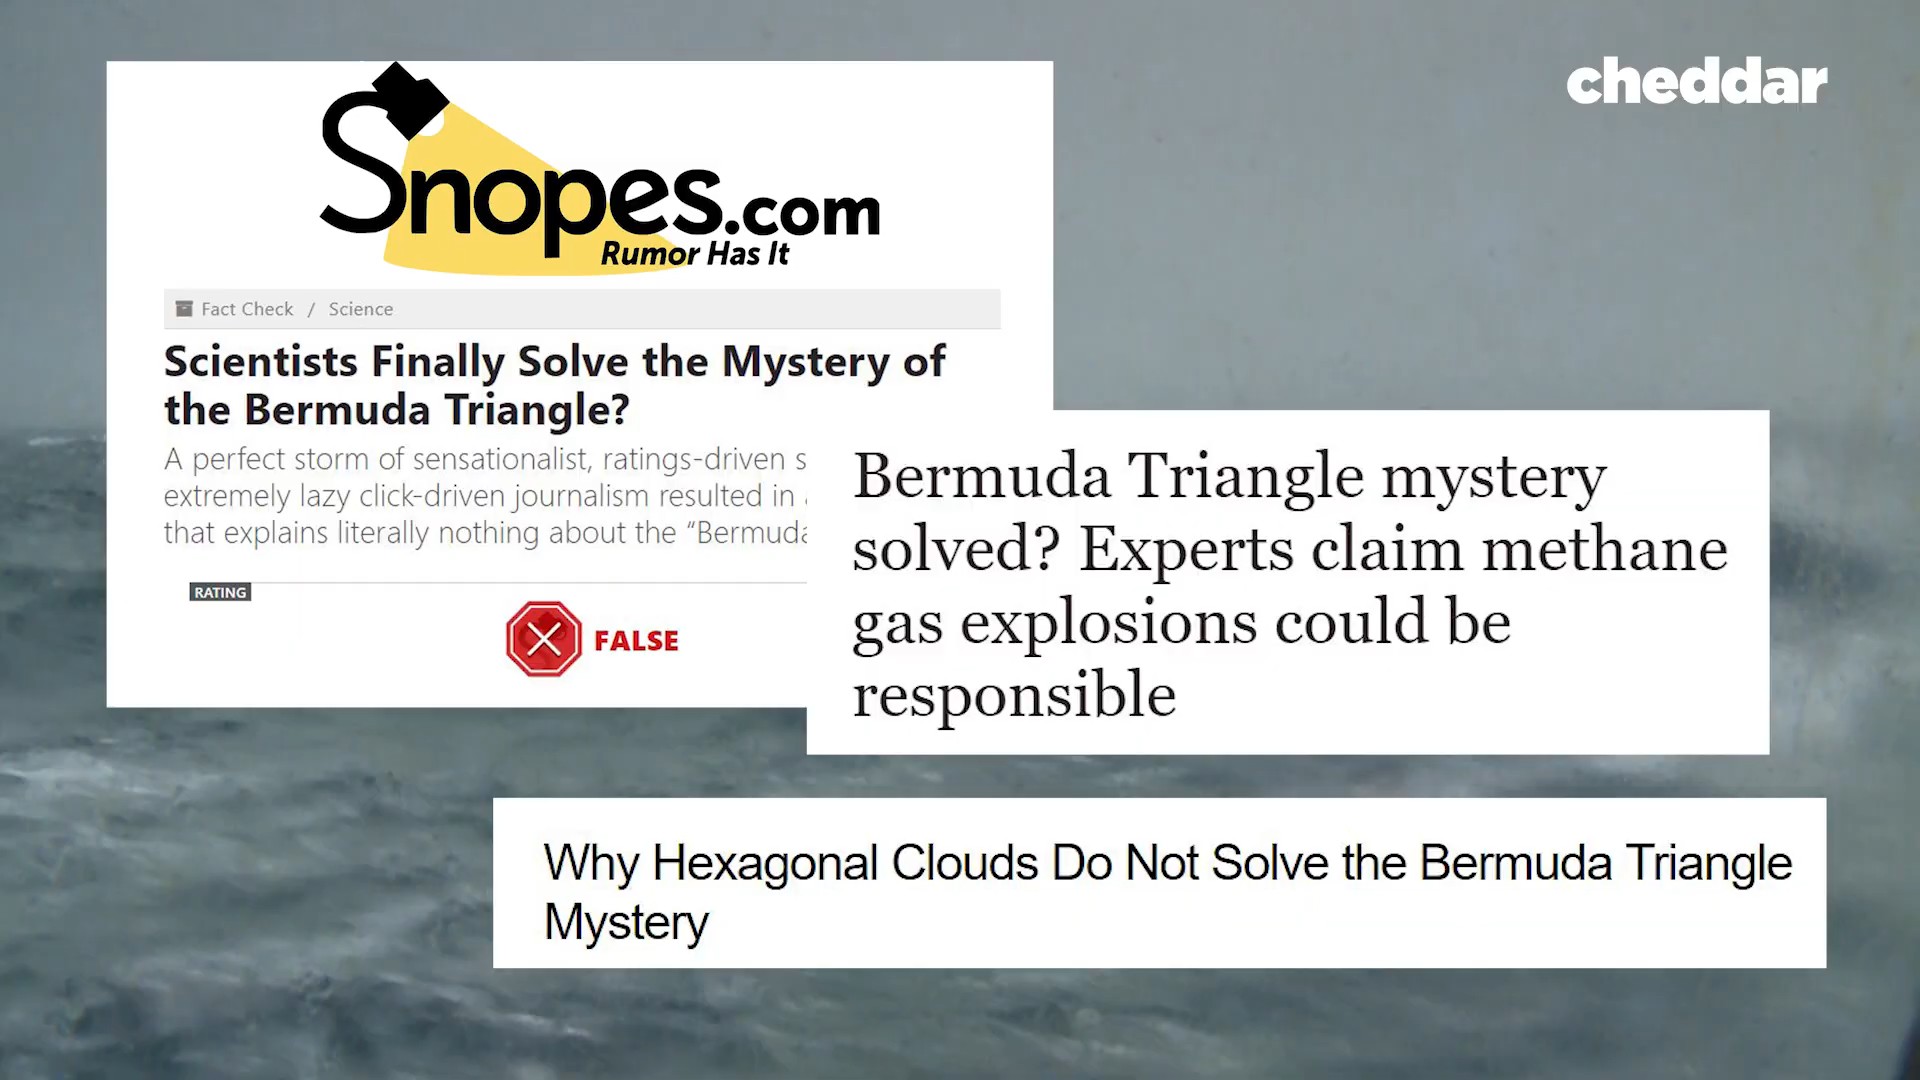 cheddar
Snopes.com
Rumor Has It
Fact Check / Science
Scientists Finally Solve the Mystery of
the Bermuda Triangle?
A perfect storm of sensationalist, ratings-driven
extremely lazy click-driven journalism resulted in
that explains literally nothing about the “Bermuda
RATING
FALSE
Bermuda Triangle mystery
solved? Experts claim methane
gas explosions could be
responsible
Why Hexagonal Clouds Do Not Solve the Bermuda Triangle
Mystery